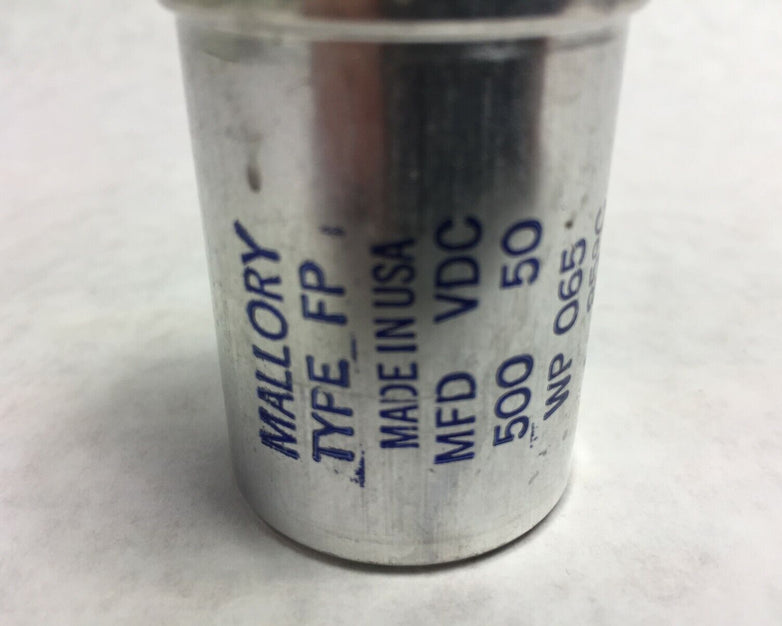 MALLORY
TYPE FP
MADE IN USA
MFD VDC
500 50
WP 065